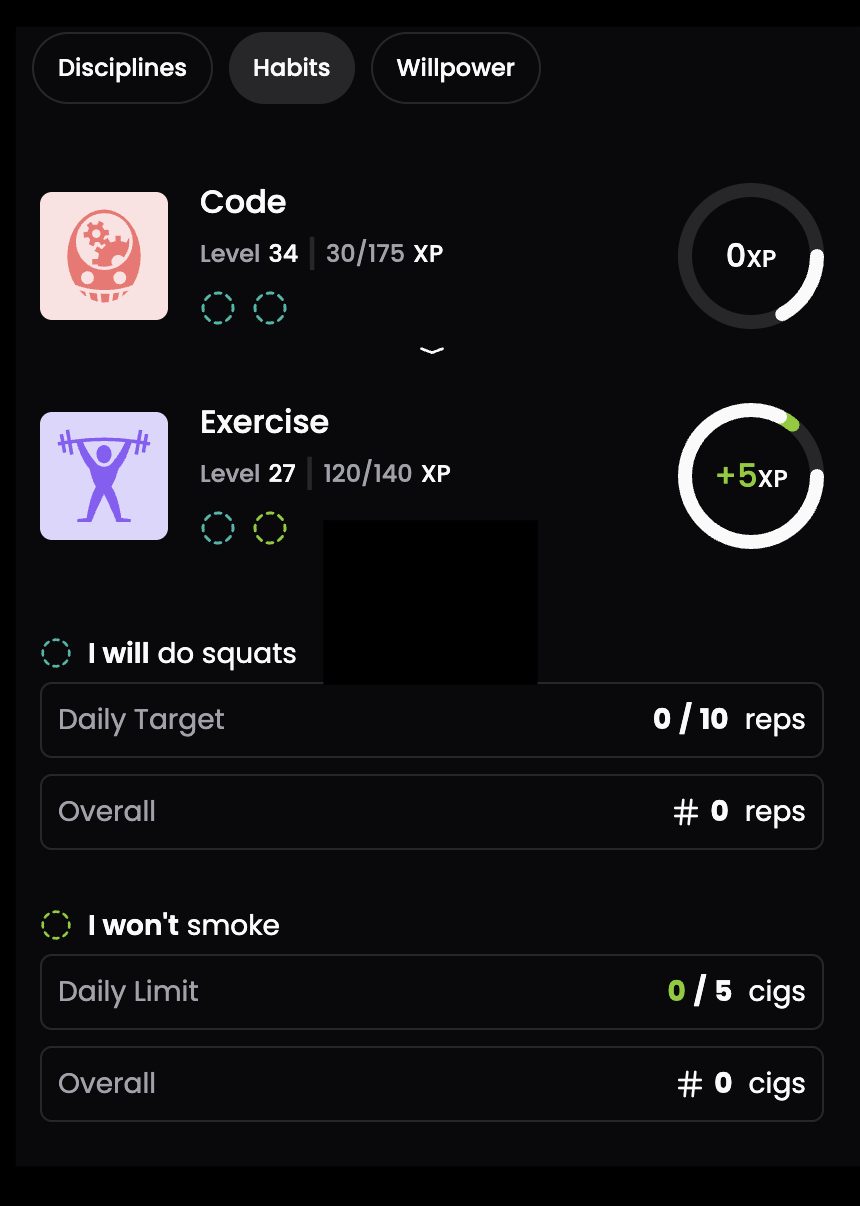 Disciplines Habits Willpower
Code
Level 34 30/175 XP
0XP
Exercise
Level 27 120/140 XP
+5XP
I will do squats
Daily Target 0 / 10 reps
Overall # 0 reps
I won't smoke
Daily Limit 0 / 5 cigs
Overall # 0 cigs